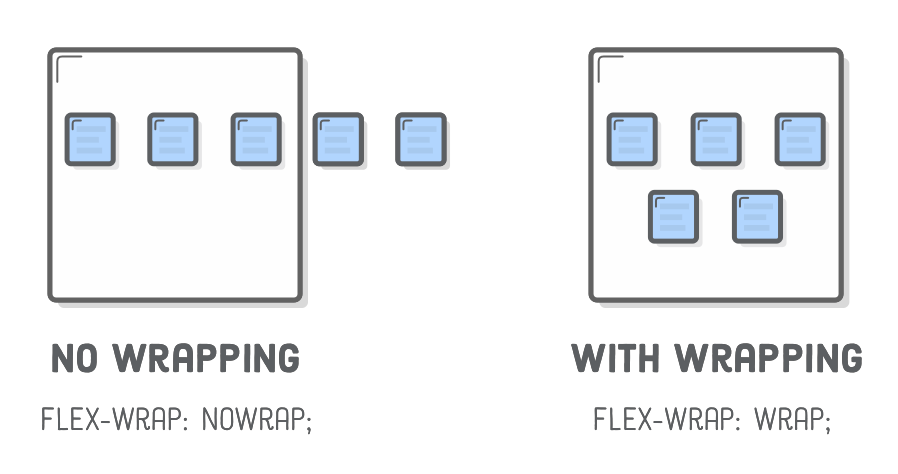 NO WRAPPING
FLEX-WRAP: NOWRAP;
WITH WRAPPING
FLEX-WRAP: WRAP;